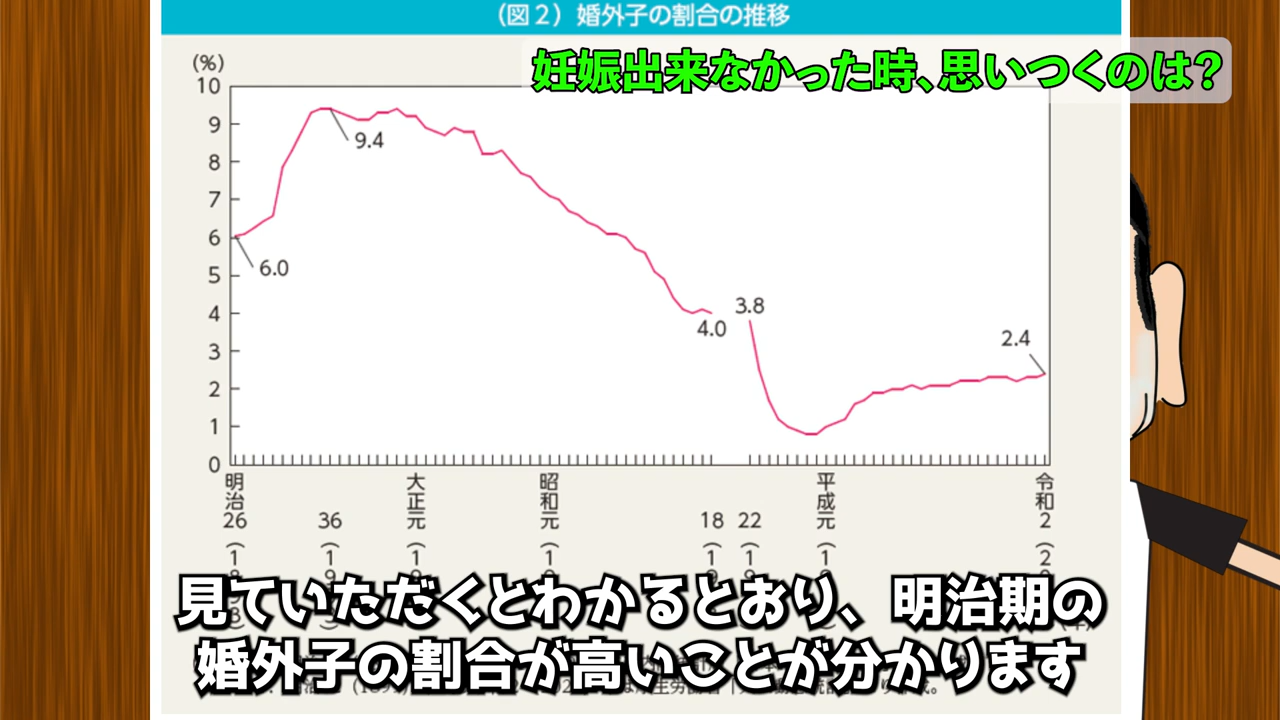 (図２) 婚外子の割合の推移
妊娠出来なかった時、思いつくのは？
(%)
10
9
8
7
6
5
4
3
2
1
0
9.4
6.0
4.0
3.8
2.4
明治26
36
大正元
昭和元
18
22
平成元
令和2
見ていただくとわかるとおり、明治期の
婚外子の割合が高いことが分かります